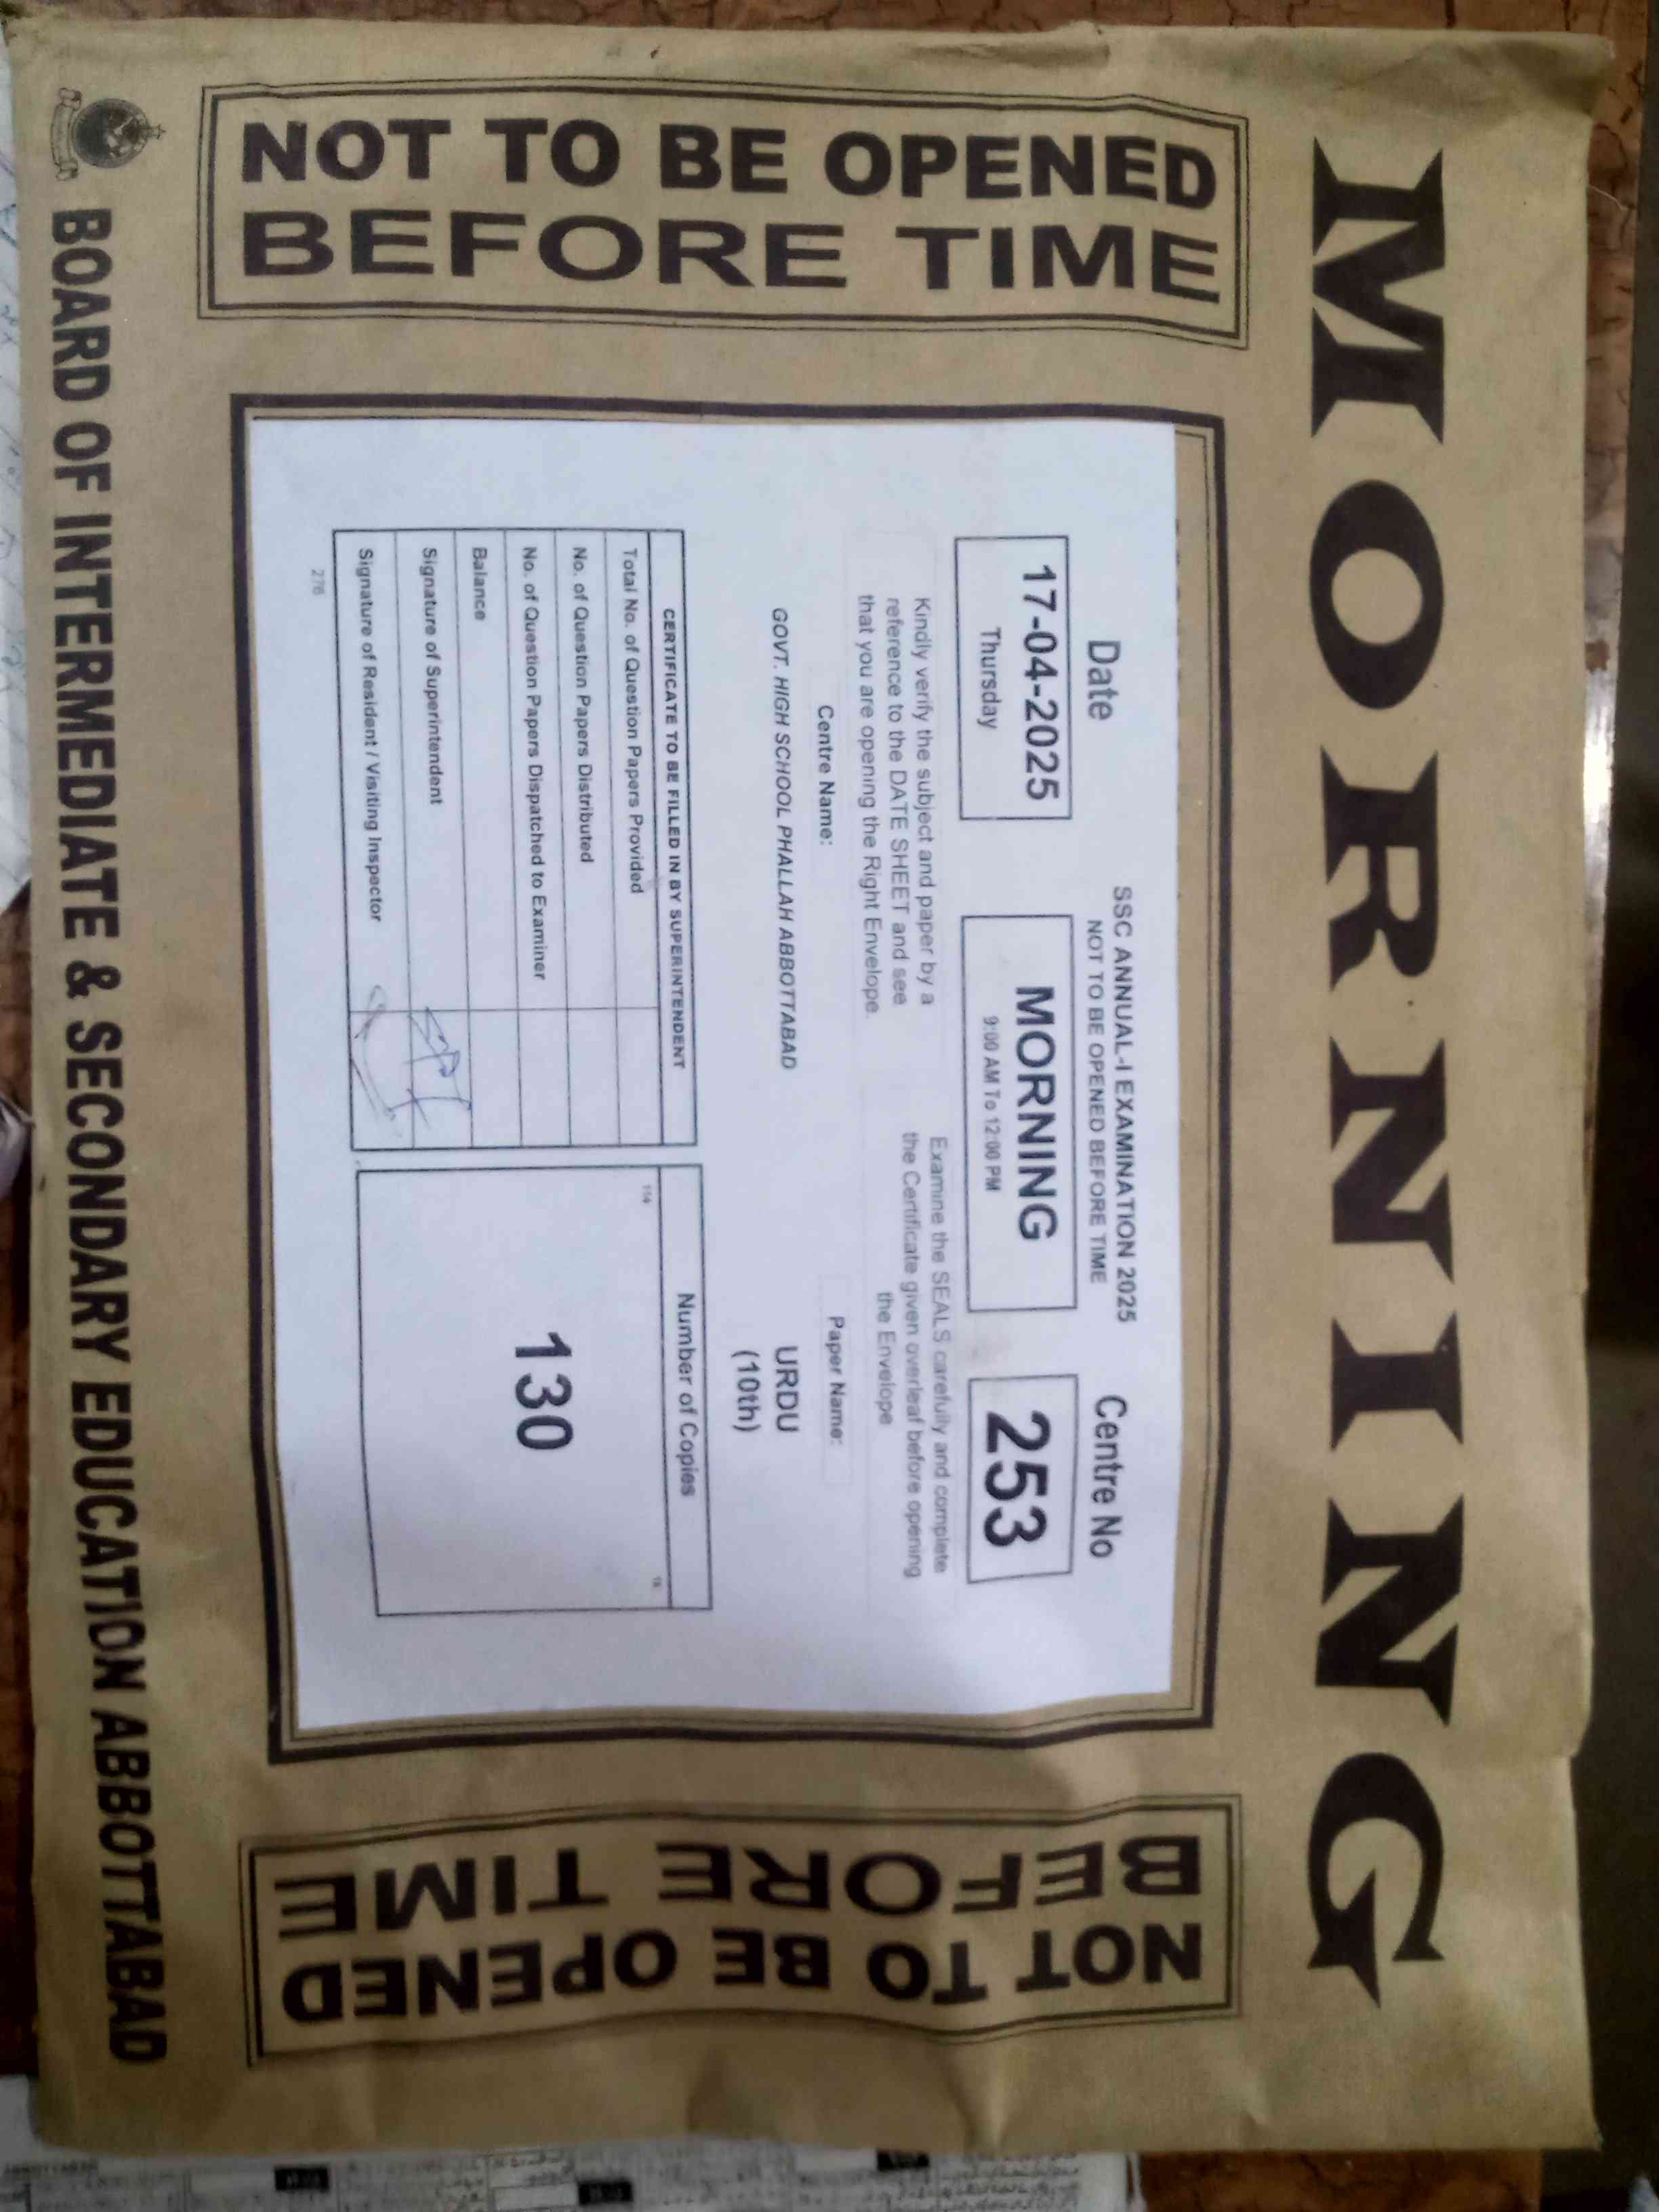 MORNING
NOT TO BE OPENED
BEFORE TIME
Date
17-04-2025
Thursday
SSC ANNUAL-I EXAMINATION 2025
NOT TO BE OPENED BEFORE TIME
MORNING
9:00 AM To 12:00 PM
Centre No
253
Kindly verify the subject and paper by a
reference to the DATE SHEET and see
that you are opening the Right Envelope.
Examine the SEALS carefully and complete
the Certificate given overleaf before opening
the Envelope
Centre Name:
GOVT. HIGH SCHOOL PHALLAH ABBOTTABAD
Paper Name:
URDU
(10th)
CERTIFICATE TO BE FILLED IN BY SUPERINTENDENT
Total No. of Question Papers Provided
No. of Question Papers Distributed
No. of Question Papers Dispatched to Examiner
Balance
Signature of Superintendent
Signature of Resident / Visiting Inspector
276
Number of Copies
114
16
130
NOT TO BE OPENED
BEFORE TIME
BOARD OF INTERMEDIATE & SECONDARY EDUCATION ABBOTTABAD